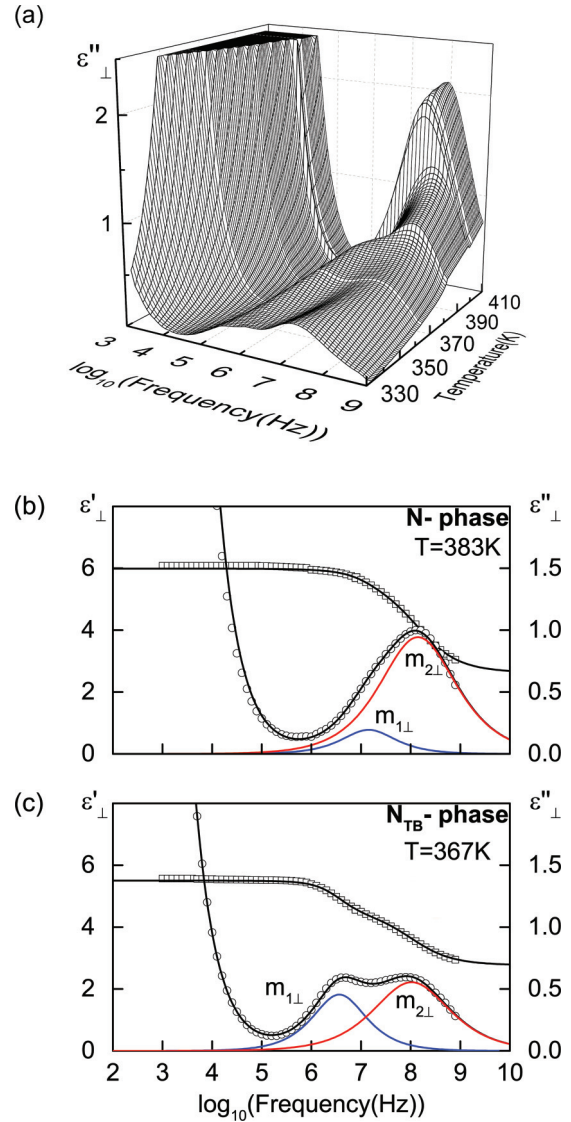 (a)
ε''⊥
2
1
3 4 5 6 7 8 9
log₁₀(Frequency(Hz))
330 350 370 390 410
Temperature(K)
(b)
ε'⊥
ε''⊥
N- phase
T=383K
6
4
2
0
1.5
1.0
0.5
0.0
m₂⊥
m₁⊥
(c)
ε'⊥
ε''⊥
N_TB- phase
T=367K
6
4
2
0
1.5
1.0
0.5
0.0
m₁⊥
m₂⊥
2 3 4 5 6 7 8 9 10
log₁₀(Frequency(Hz))